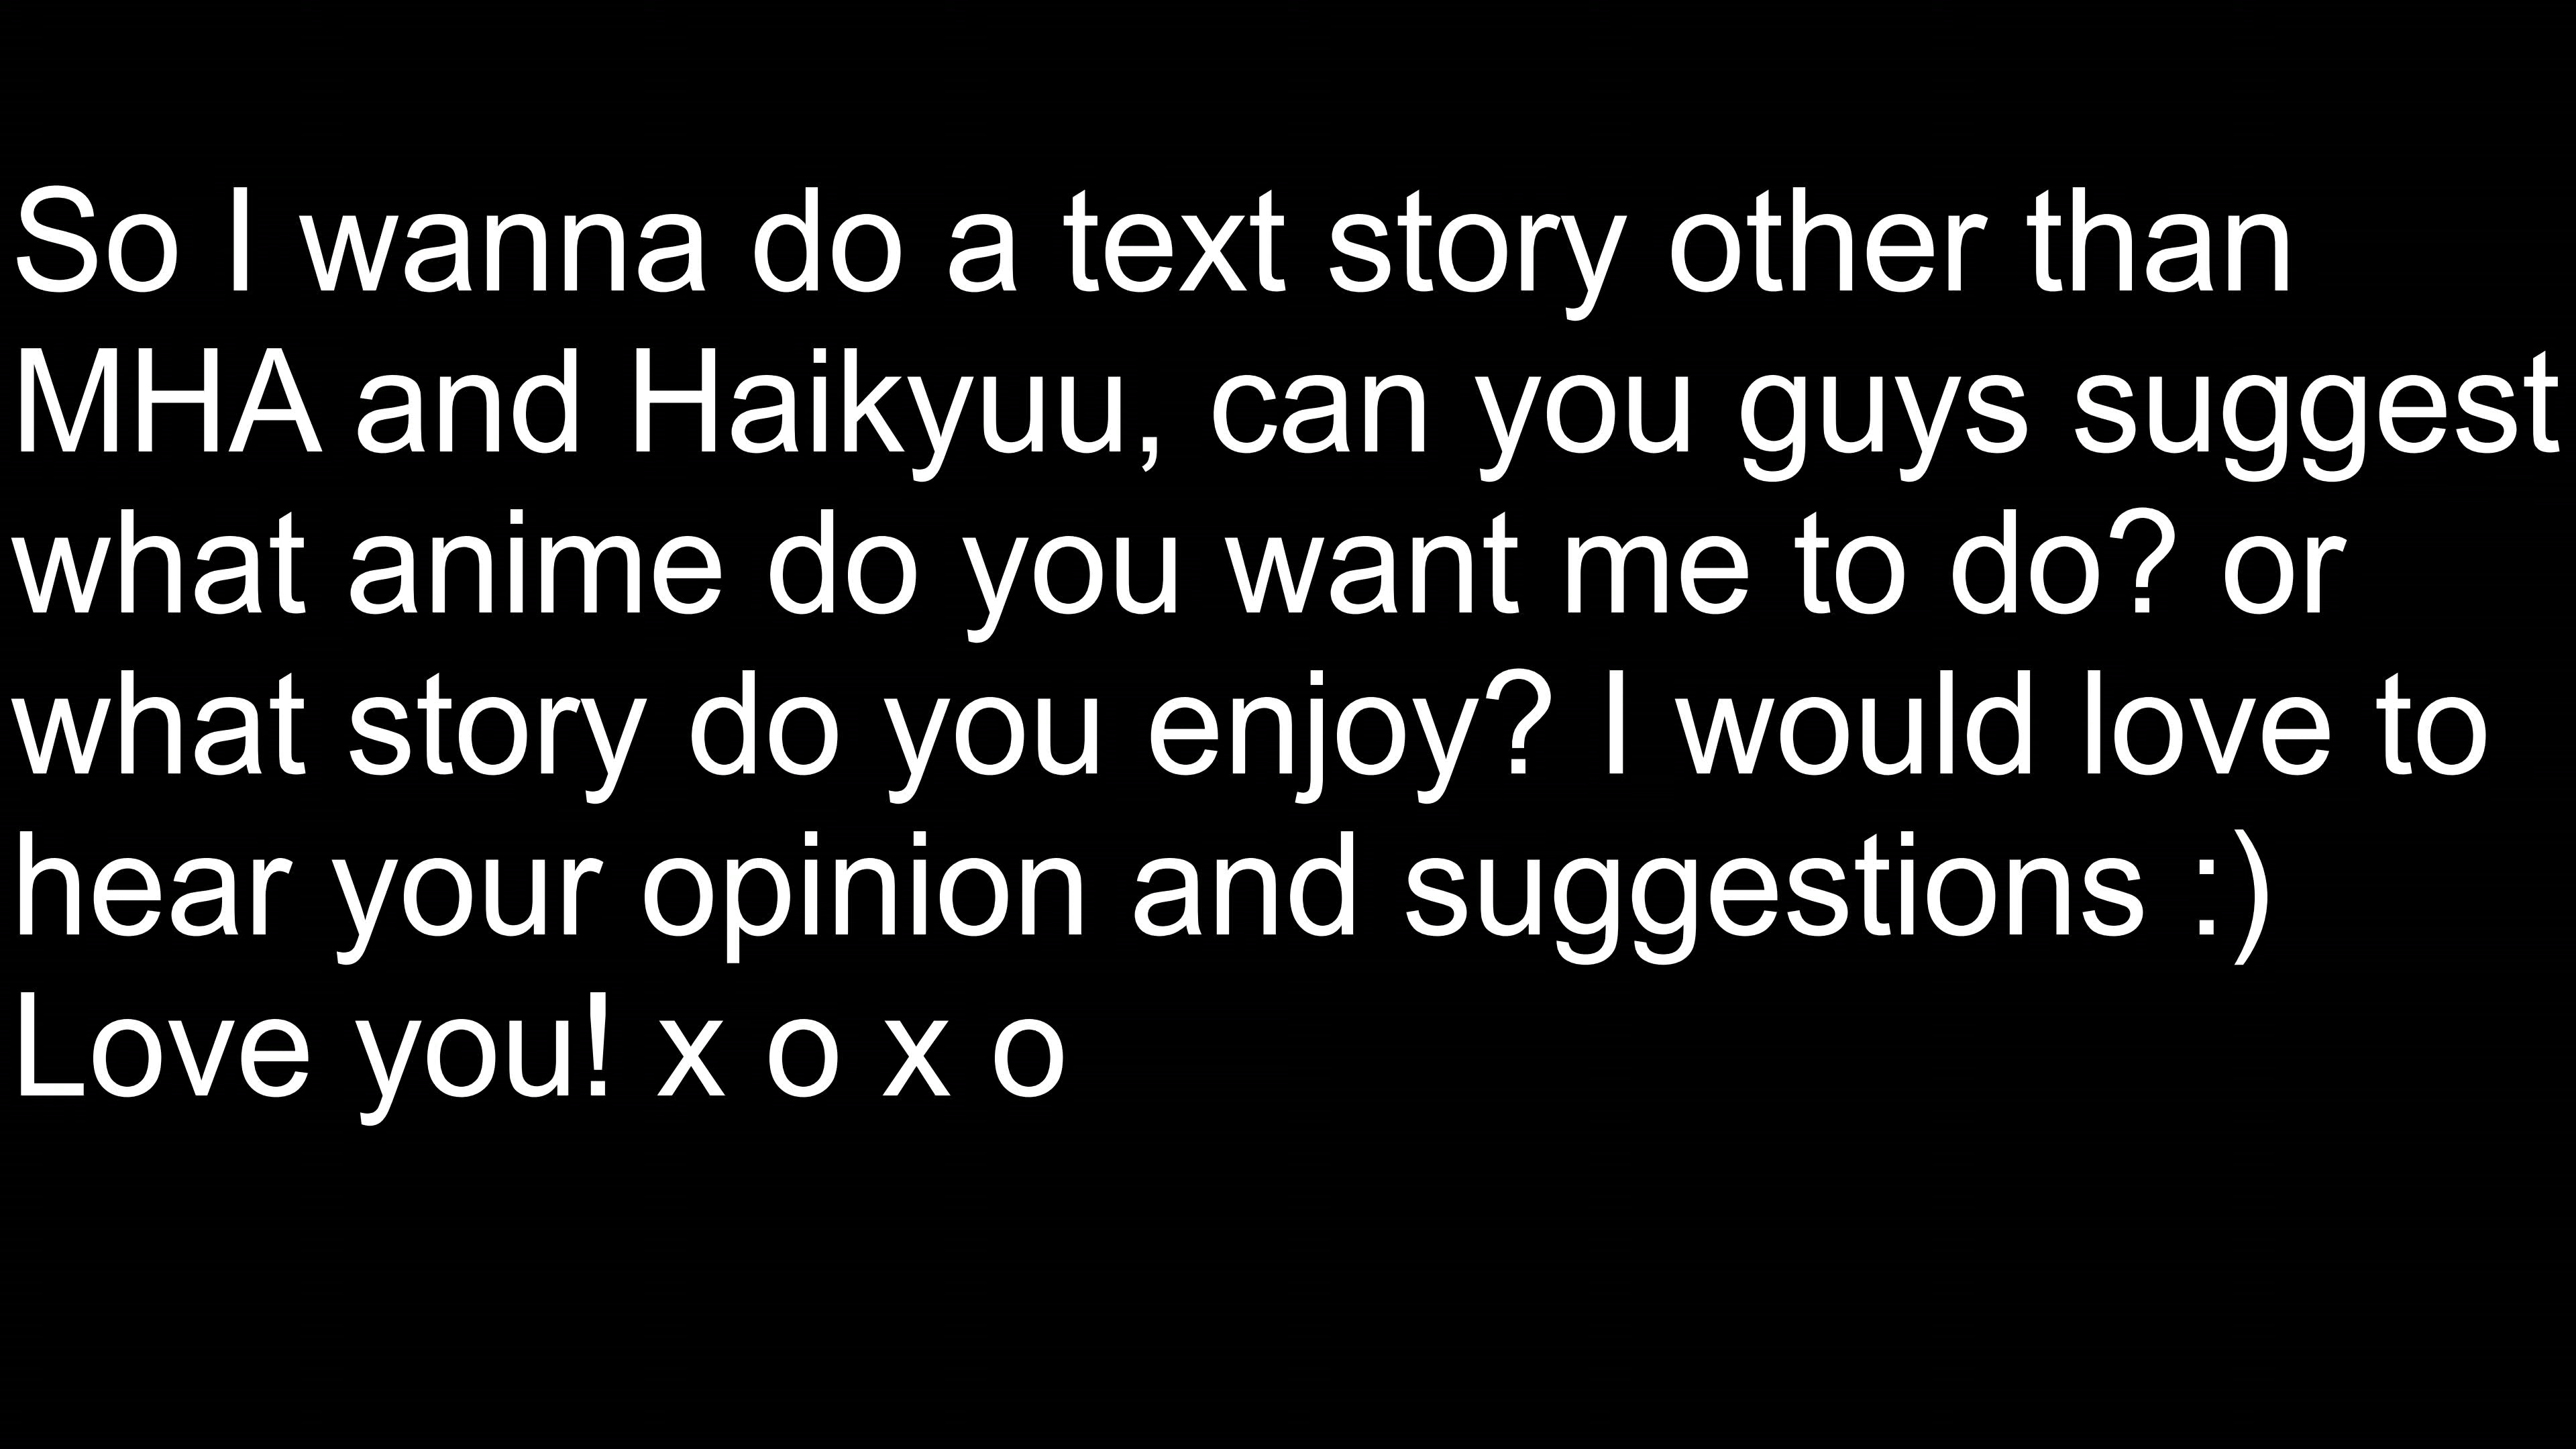 So I wanna do a text story other than
MHA and Haikyuu, can you guys suggest
what anime do you want me to do? or
what story do you enjoy? I would love to
hear your opinion and suggestions :)
Love you! x o x o